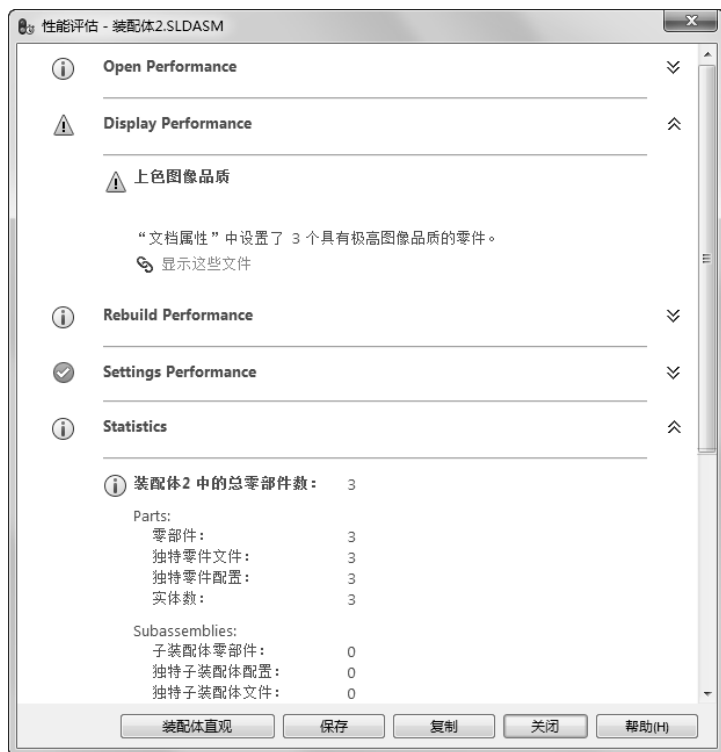 性能评估 - 装配体2.SLDASM
Open Performance
Display Performance
上色图像品质
“文档属性”中设置了 3 个具有极高图像品质的零件。
显示这些文件
Rebuild Performance
Settings Performance
Statistics
装配体2 中的总零部件数： 3
Parts:
零部件： 3
独特零件文件： 3
独特零件配置： 3
实体数： 3
Subassemblies:
子装配体零部件： 0
独特子装配体配置： 0
独特子装配体文件： 0
装配体直观 保存 复制 关闭 帮助(H)